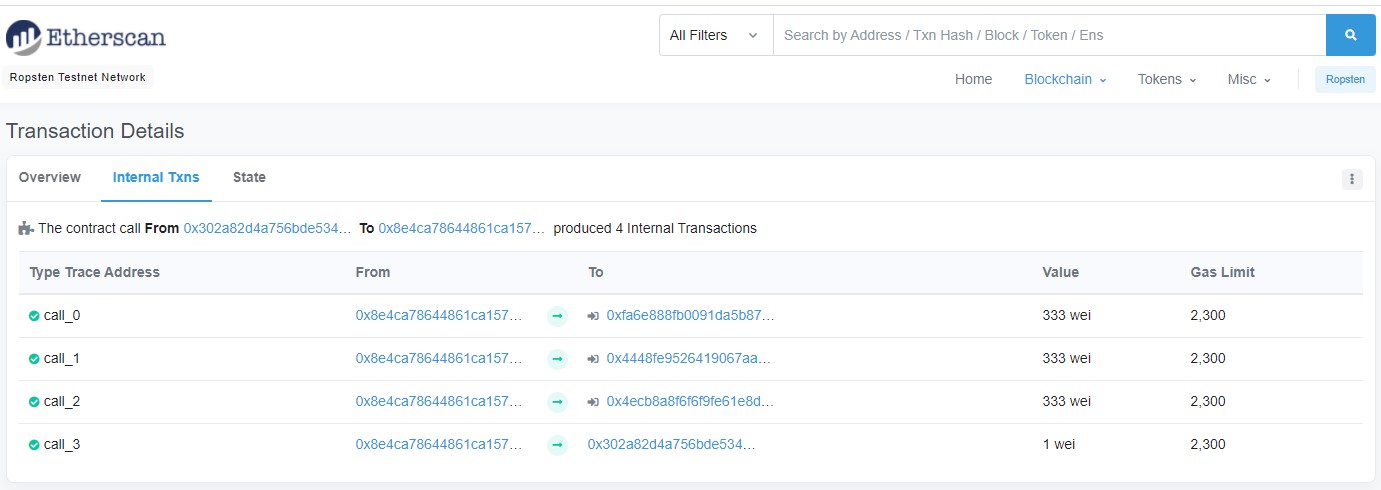 Etherscan
All Filters Search by Address / Txn Hash / Block / Token / Ens
Ropsten Testnet Network
Home Blockchain Tokens Misc Ropsten
Transaction Details
Overview Internal Txns State
The contract call From 0x302a82d4a756bde534... To 0x8e4ca78644861ca157... produced 4 Internal Transactions
Type Trace Address From To Value Gas Limit
call_0 0x8e4ca78644861ca157... 0xfa6e888fb0091da5b87... 333 wei 2,300
call_1 0x8e4ca78644861ca157... 0x4448fe9526419067aa... 333 wei 2,300
call_2 0x8e4ca78644861ca157... 0x4ecb8a8f6f6f9fe61e8d... 333 wei 2,300
call_3 0x8e4ca78644861ca157... 0x302a82d4a756bde534... 1 wei 2,300